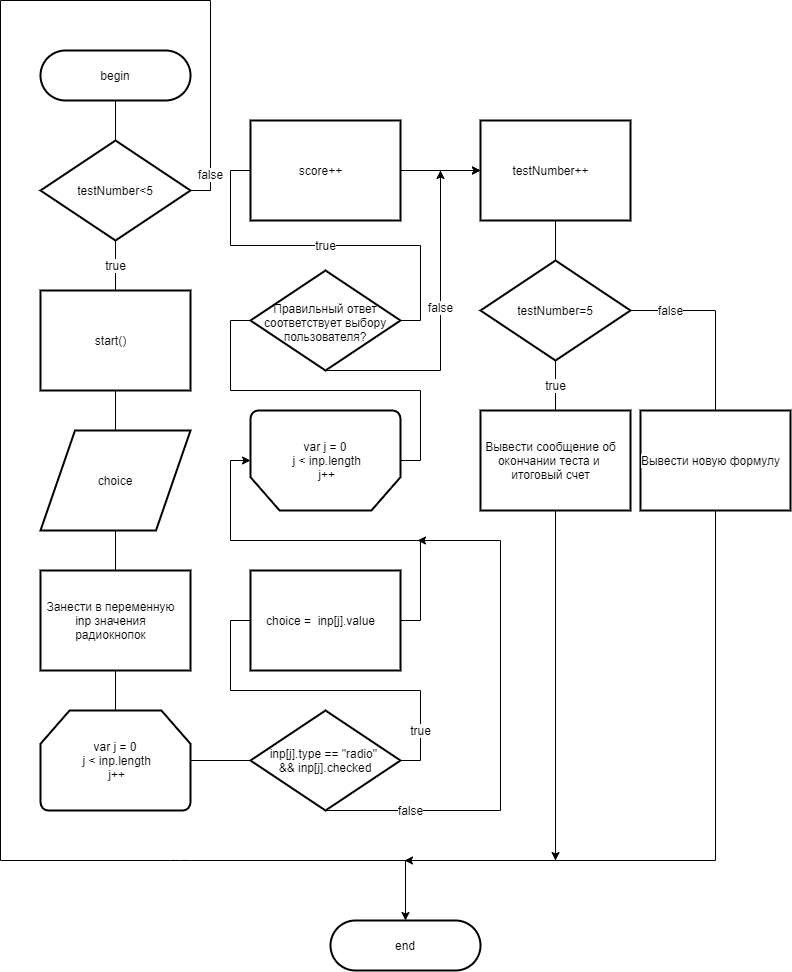 begin
testNumber<5
false
true
start()
choice
Занести в переменную
inp значения
радиокнопок
var j = 0
j < inp.length
j++
inp[j].type == "radio"
&& inp[j].checked
true
false
choice =  inp[j].value
var j = 0
j < inp.length
j++
Правильный ответ
соответствует выбору
пользователя?
true
false
score++
testNumber++
testNumber=5
false
true
Вывести сообщение об
окончании теста и
итоговый счет
Вывести новую формулу
end